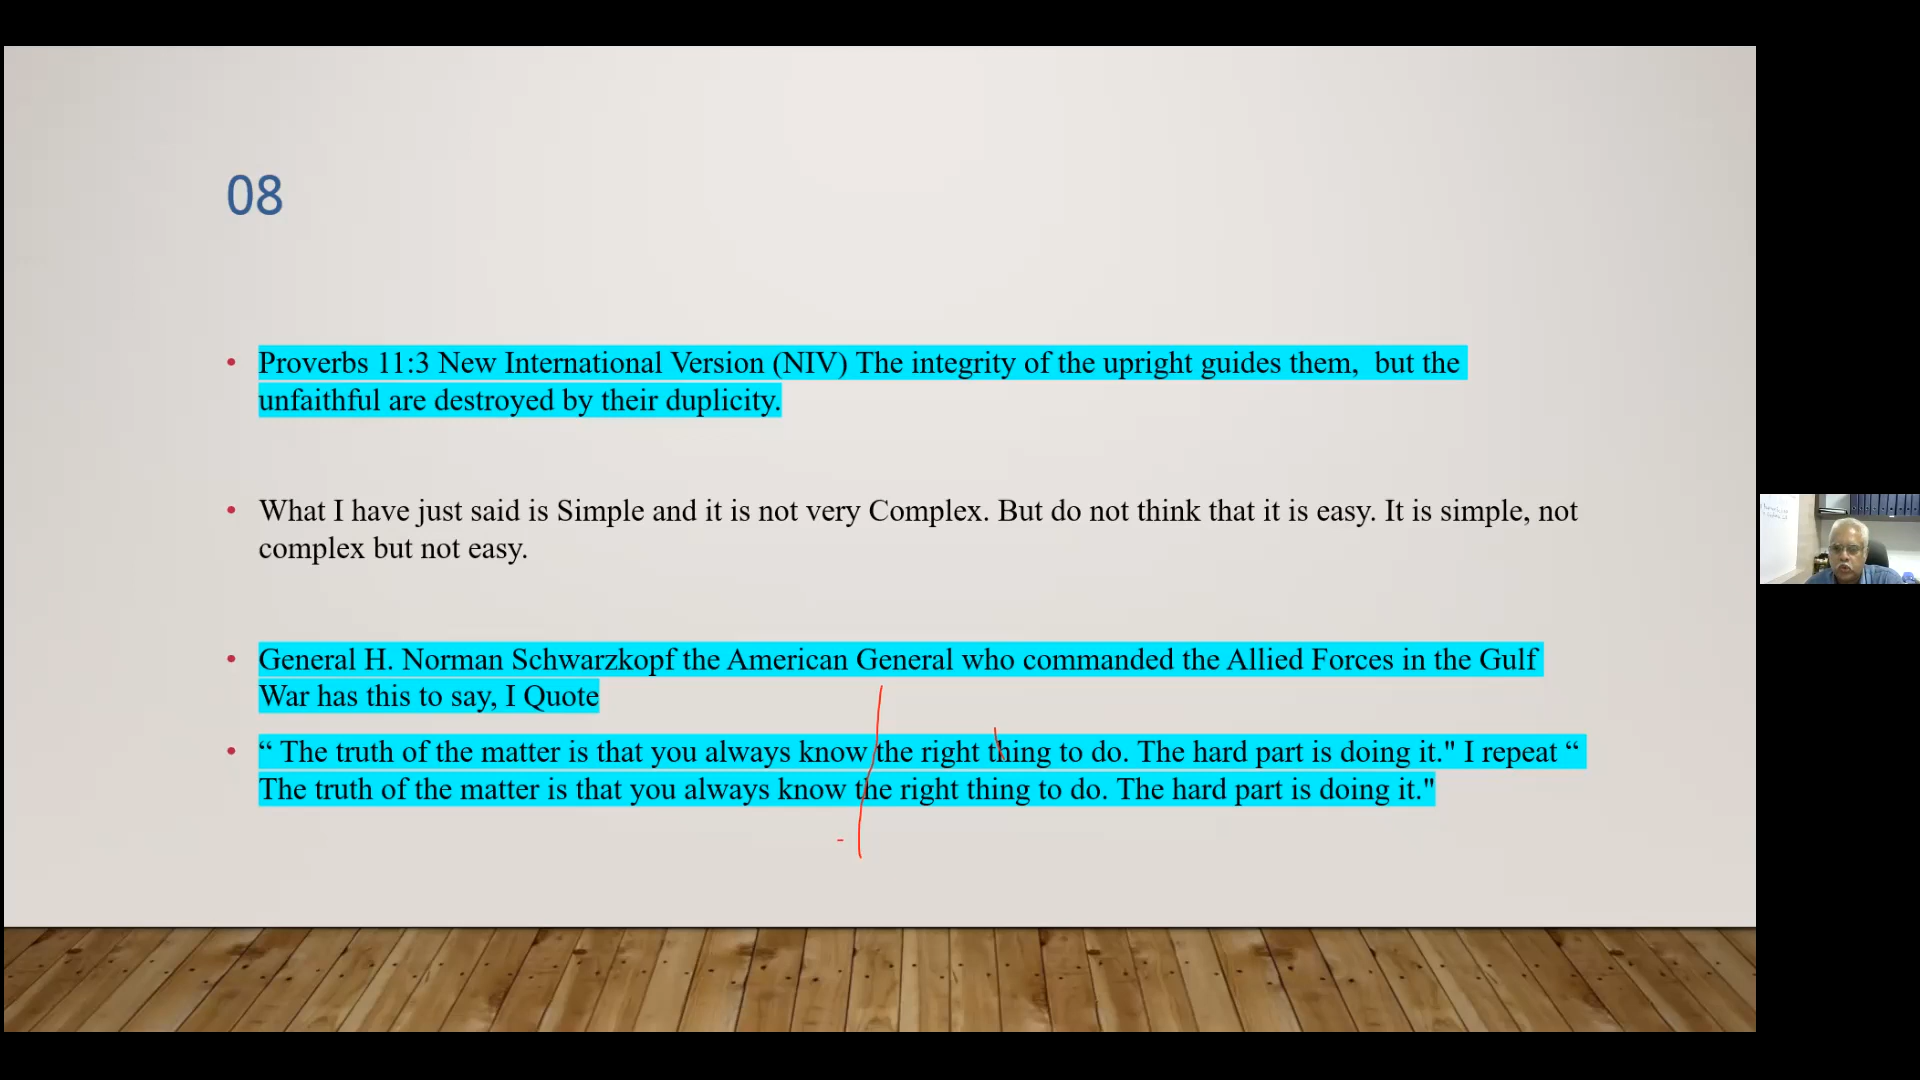 08
• Proverbs 11:3 New International Version (NIV) The integrity of the upright guides them,  but the
unfaithful are destroyed by their duplicity.
• What I have just said is Simple and it is not very Complex. But do not think that it is easy. It is simple, not
complex but not easy.
• General H. Norman Schwarzkopf the American General who commanded the Allied Forces in the Gulf
War has this to say, I Quote
• “ The truth of the matter is that you always know the right thing to do. The hard part is doing it." I repeat “
The truth of the matter is that you always know the right thing to do. The hard part is doing it."